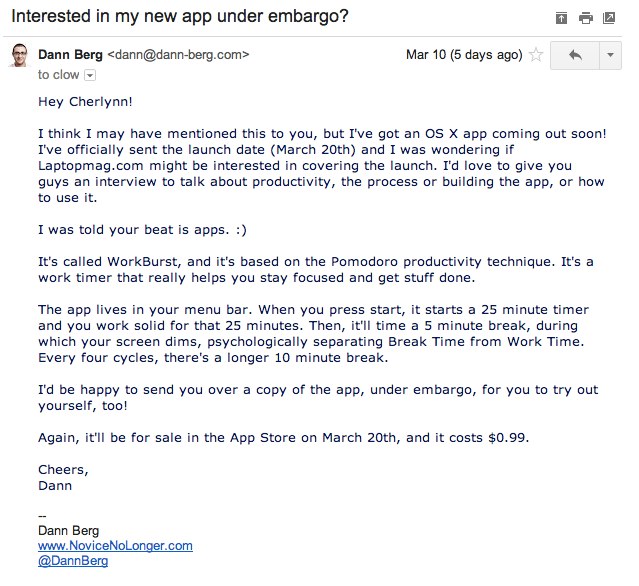 Interested in my new app under embargo?
Dann Berg <dann@dann-berg.com>
Mar 10 (5 days ago)
to clow
Hey Cherlynn!
I think I may have mentioned this to you, but I've got an OS X app coming out soon!
I've officially sent the launch date (March 20th) and I was wondering if
Laptopmag.com might be interested in covering the launch. I'd love to give you
guys an interview to talk about productivity, the process or building the app, or how
to use it.
I was told your beat is apps. :)
It's called WorkBurst, and it's based on the Pomodoro productivity technique. It's a
work timer that really helps you stay focused and get stuff done.
The app lives in your menu bar. When you press start, it starts a 25 minute timer
and you work solid for that 25 minutes. Then, it'll time a 5 minute break, during
which your screen dims, psychologically separating Break Time from Work Time.
Every four cycles, there's a longer 10 minute break.
I'd be happy to send you over a copy of the app, under embargo, for you to try out
yourself, too!
Again, it'll be for sale in the App Store on March 20th, and it costs $0.99.
Cheers,
Dann
--
Dann Berg
www.NoviceNoLonger.com
@DannBerg